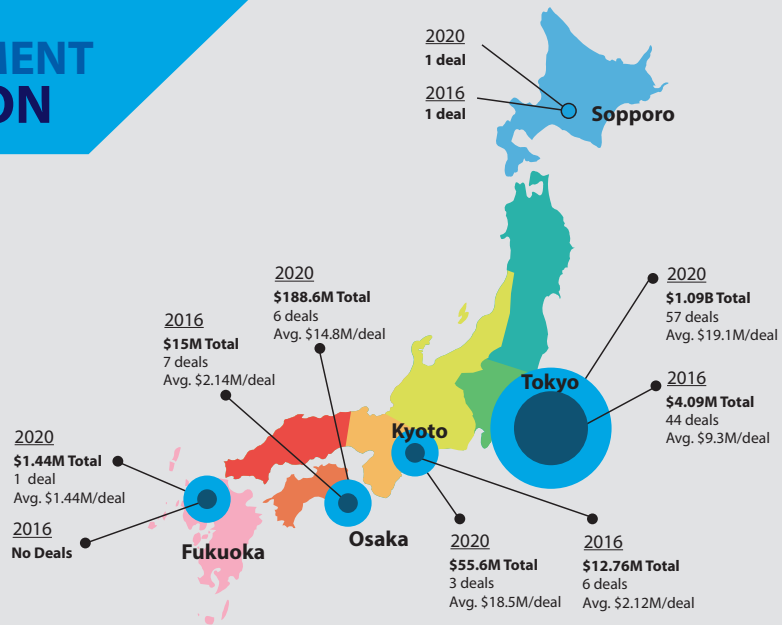 MENT
ON
2020
1 deal
2016
1 deal
Sopporo
2020
$188.6M Total
6 deals
Avg. $14.8M/deal
2016
$15M Total
7 deals
Avg. $2.14M/deal
2020
$1.09B Total
57 deals
Avg. $19.1M/deal
Tokyo
2016
$4.09M Total
44 deals
Avg. $9.3M/deal
Kyoto
2020
$1.44M Total
1 deal
Avg. $1.44M/deal
2016
No Deals
Fukuoka
Osaka
2020
$55.6M Total
3 deals
Avg. $18.5M/deal
2016
$12.76M Total
6 deals
Avg. $2.12M/deal